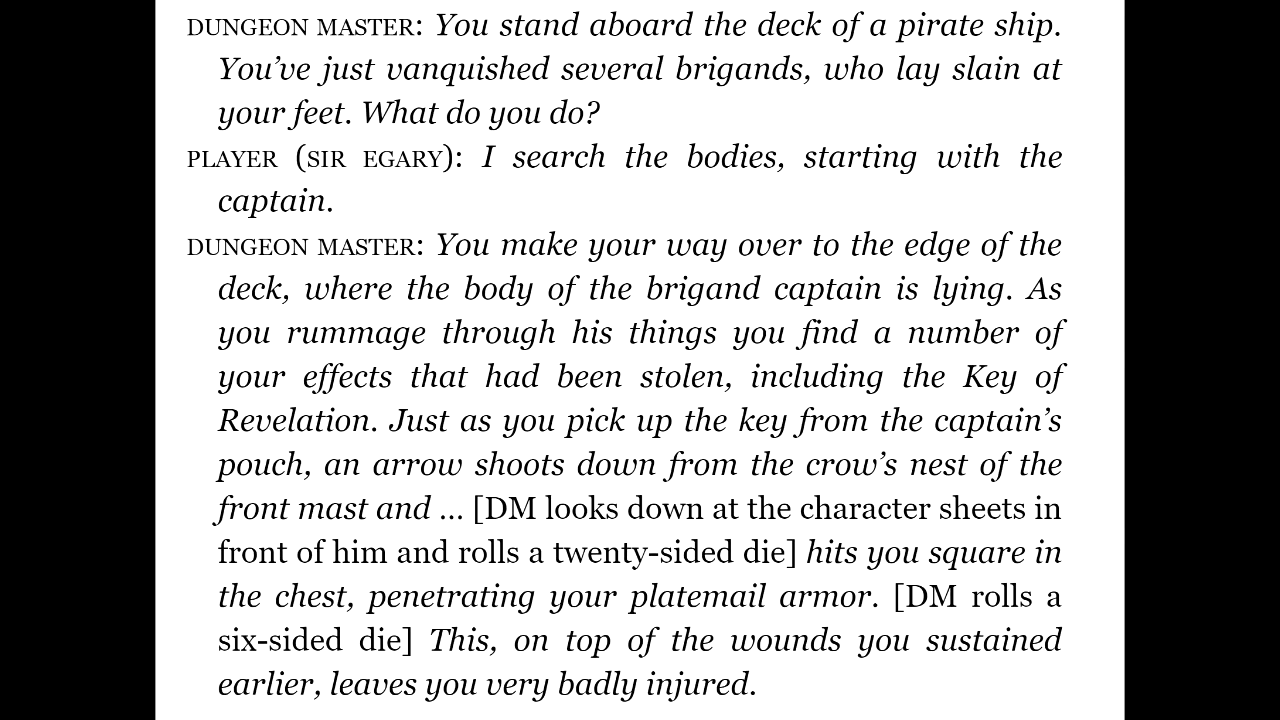 DUNGEON MASTER: You stand aboard the deck of a pirate ship.
You’ve just vanquished several brigands, who lay slain at
your feet. What do you do?
PLAYER (SIR EGARY): I search the bodies, starting with the
captain.
DUNGEON MASTER: You make your way over to the edge of the
deck, where the body of the brigand captain is lying. As
you rummage through his things you find a number of
your effects that had been stolen, including the Key of
Revelation. Just as you pick up the key from the captain’s
pouch, an arrow shoots down from the crow’s nest of the
front mast and ... [DM looks down at the character sheets in
front of him and rolls a twenty-sided die] hits you square in
the chest, penetrating your platemail armor. [DM rolls a
six-sided die] This, on top of the wounds you sustained
earlier, leaves you very badly injured.